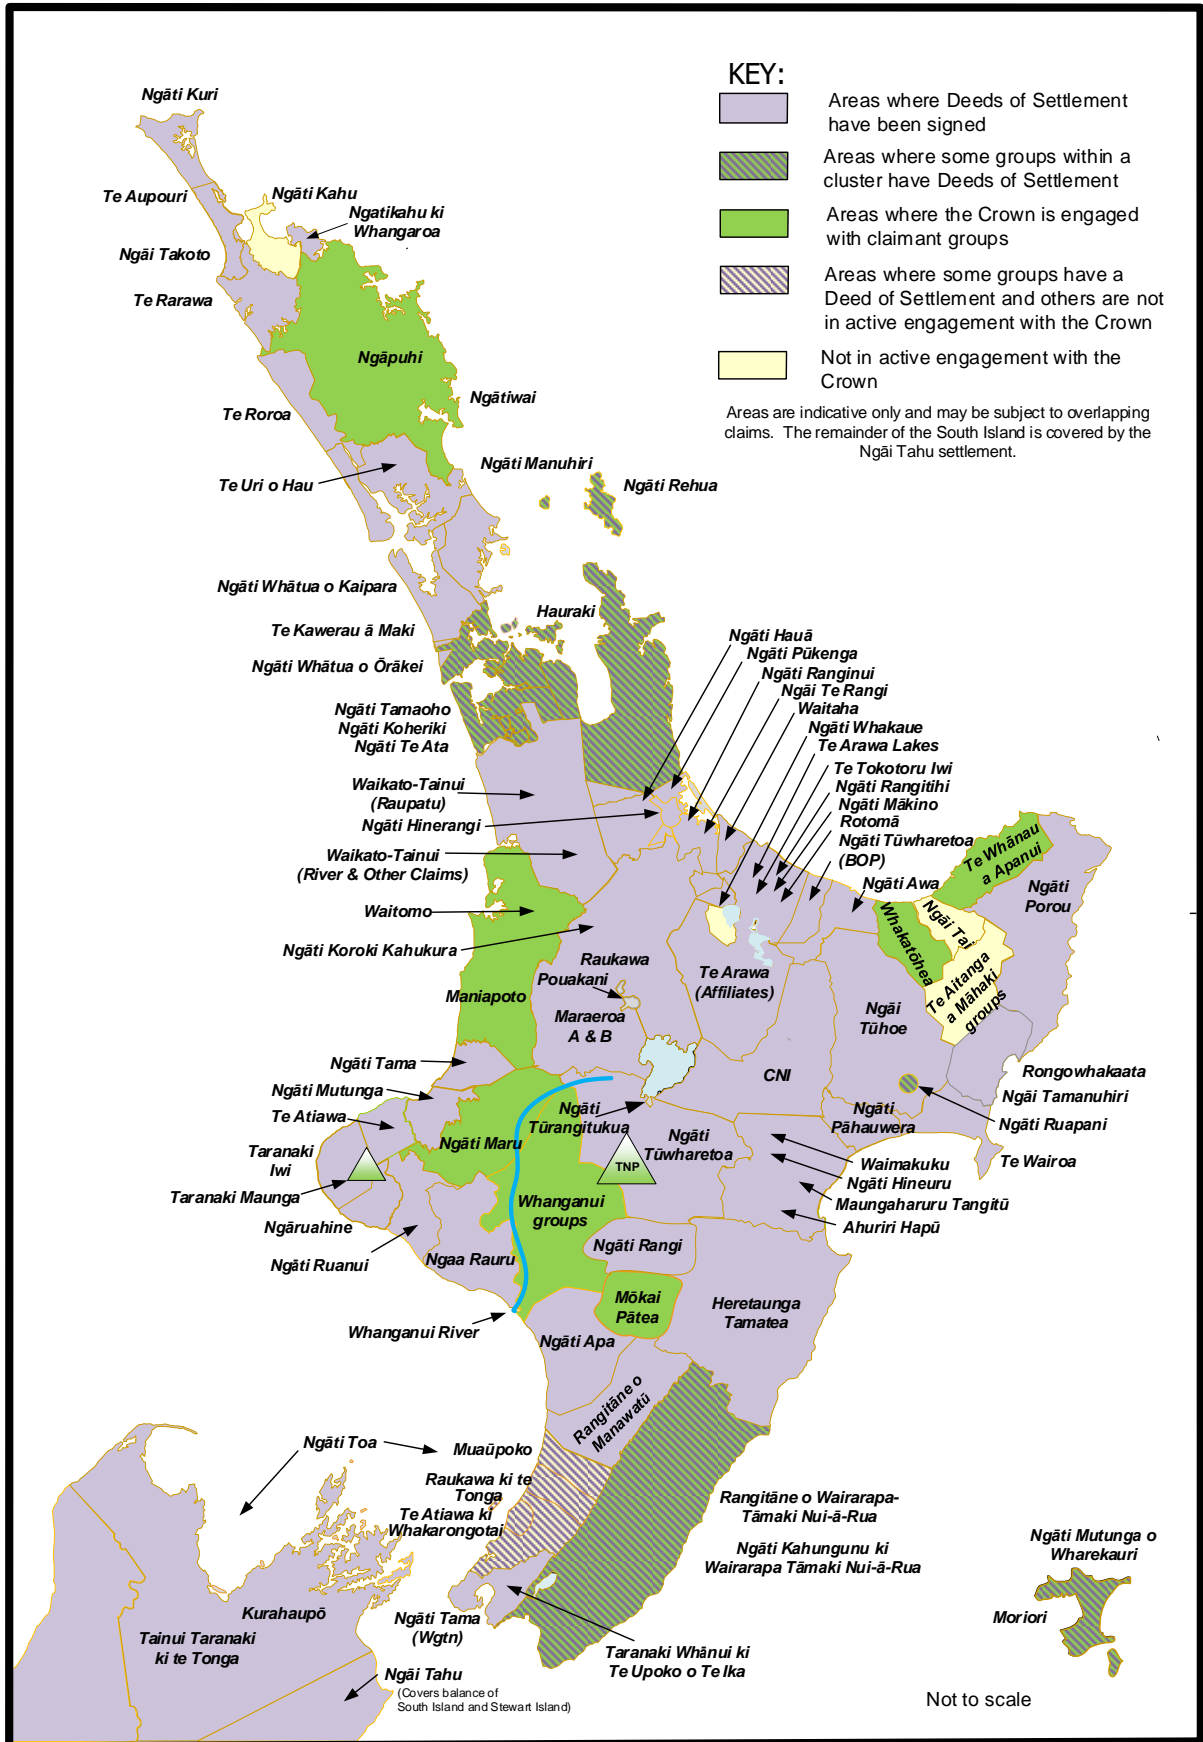 KEY:
Areas where Deeds of Settlement
have been signed
Areas where some groups within a
cluster have Deeds of Settlement
Areas where the Crown is engaged
with claimant groups
Areas where some groups have a
Deed of Settlement and others are not
in active engagement with the Crown
Not in active engagement with the
Crown
Areas are indicative only and may be subject to overlapping
claims.  The remainder of the South Island is covered by the
Ngāi Tahu settlement.
Ngāti Kuri
Te Aupouri
Ngāti Kahu
Ngatikahu ki
Whangaroa
Ngāi Takoto
Te Rarawa
Ngāpuhi
Ngātiwai
Te Roroa
Ngāti Manuhiri
Te Uri o Hau
Ngāti Rehua
Ngāti Whātua o Kaipara
Hauraki
Te Kawerau ā Maki
Ngāti Whātua o Ōrākei
Ngāti Tamaoho
Ngāti Koheriki
Ngāti Te Ata
Ngāti Hauā
Ngāti Pūkenga
Ngāti Ranginui
Ngāi Te Rangi
Waitaha
Ngāti Whakaue
Te Arawa Lakes
Te Tokotoru Iwi
Ngāti Rangitihi
Ngāti Mākino
Rotomā
Ngāti Tūwharetoa
(BOP)
Ngāti Awa
Waikato-Tainui
(Raupatu)
Ngāti Hinerangi
Waikato-Tainui
(River & Other Claims)
Waitomo
Ngāti Koroki Kahukura
Te Whānau
a Apanui
Ngāti
Porou
Ngāi Tai
Whakatōhea
Te Aitanga
a Māhaki
groups
Raukawa
Pouakani
Maraeroa
A & B
Te Arawa
(Affiliates)
Ngāi
Tūhoe
Maniapoto
Ngāti Tama
CNI
Rongowhakaata
Ngāi Tamanuhiri
Ngāti Ruapani
Ngāti
Pāhauwera
Te Wairoa
Ngāti Mutunga
Te Atiawa
Taranaki
Iwi
Taranaki Maunga
Ngāti Maru
Ngāti
Tūrangitukua
Ngāti
Tūwharetoa
TNP
Waimakuku
Ngāti Hineuru
Maungaharuru Tangitū
Ahuriri Hapū
Whanganui
groups
Ngāruahine
Ngāti Ruanui
Ngaa Rauru
Ngāti Rangi
Mōkai
Pātea
Heretaunga
Tamatea
Whanganui River
Ngāti Apa
Rangitāne o
Manawatū
Ngāti Toa
Muaūpoko
Raukawa ki te
Tonga
Te Atiawa ki
Whakarongotai
Rangitāne o Wairarapa-
Tāmaki Nui-ā-Rua
Ngāti Kahungunu ki
Wairarapa Tāmaki Nui-ā-Rua
Ngāti Mutunga o
Wharekauri
Moriori
Kurahaupō
Tainui Taranaki
ki te Tonga
Ngāti Tama
(Wgtn)
Taranaki Whānui ki
Te Upoko o Te Ika
Ngāi Tahu
(Covers balance of
South Island and Stewart Island)
Not to scale